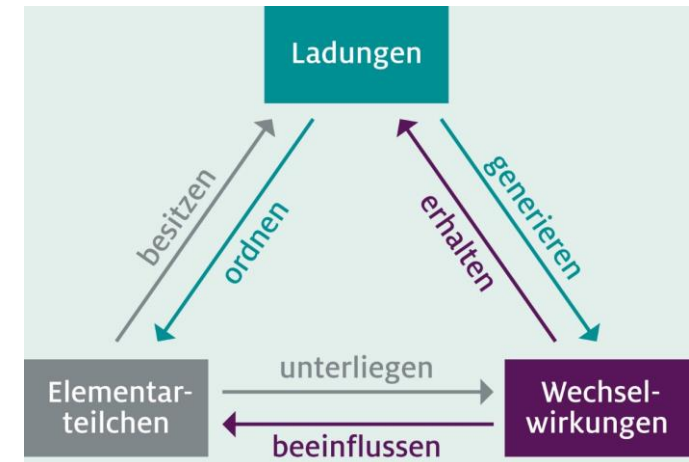 Ladungen
besitzen
ordnen
erhalten
generieren
Elementar-
teilchen
unterliegen
beeinflussen
Wechsel-
wirkungen